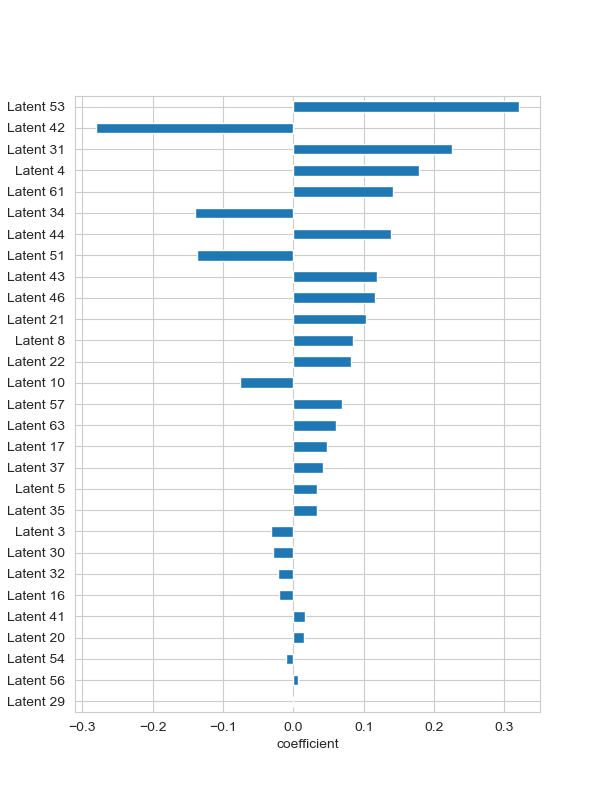 Latent 53
Latent 42
Latent 31
Latent 4
Latent 61
Latent 34
Latent 44
Latent 51
Latent 43
Latent 46
Latent 21
Latent 8
Latent 22
Latent 10
Latent 57
Latent 63
Latent 17
Latent 37
Latent 5
Latent 35
Latent 3
Latent 30
Latent 32
Latent 16
Latent 41
Latent 20
Latent 54
Latent 56
Latent 29
−0.3 −0.2 −0.1 0.0 0.1 0.2 0.3
coefficient